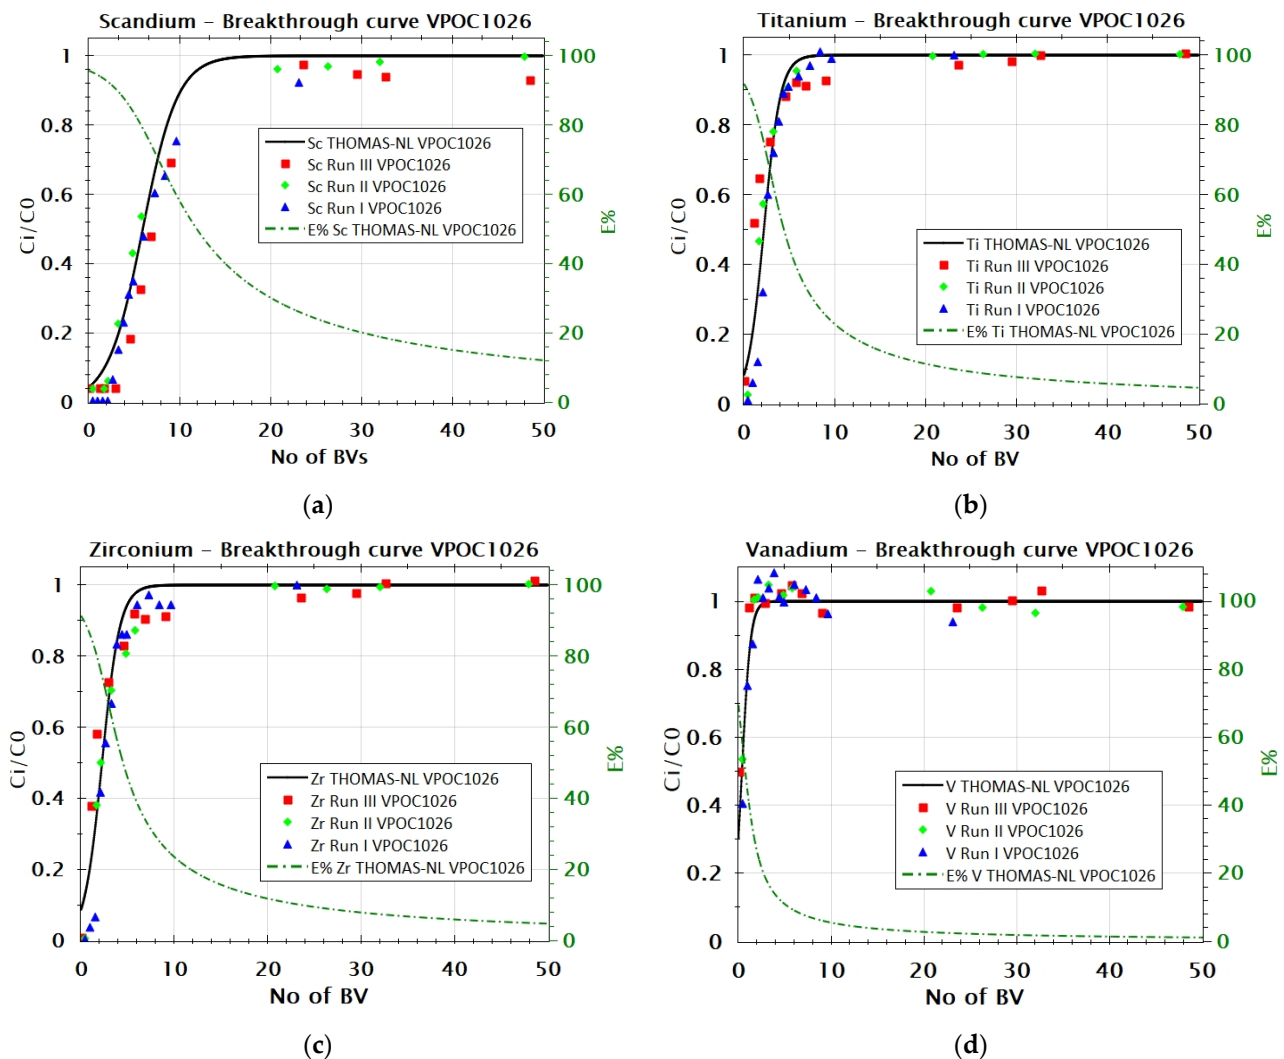 Scandium – Breakthrough curve VPOC1026
1
0.8
0.6
0.4
0.2
0
Ci/C0
100
80
60
40
20
0
E%
0 10 20 30 40 50
No of BVs
Sc THOMAS-NL VPOC1026
Sc Run III VPOC1026
Sc Run II VPOC1026
Sc Run I VPOC1026
E% Sc THOMAS-NL VPOC1026
(a)
Titanium – Breakthrough curve VPOC1026
1
0.8
0.6
0.4
0.2
0
Ci/C0
100
80
60
40
20
0
E%
0 10 20 30 40 50
No of BV
Ti THOMAS-NL VPOC1026
Ti Run III VPOC1026
Ti Run II VPOC1026
Ti Run I VPOC1026
E% Ti THOMAS-NL VPOC1026
(b)
Zirconium – Breakthrough curve VPOC1026
1
0.8
0.6
0.4
0.2
0
Ci/C0
100
80
60
40
20
0
E%
0 10 20 30 40 50
No of BV
Zr THOMAS-NL VPOC1026
Zr Run III VPOC1026
Zr Run II VPOC1026
Zr Run I VPOC1026
E% Zr THOMAS-NL VPOC1026
(c)
Vanadium – Breakthrough curve VPOC1026
1
0.8
0.6
0.4
0.2
0
Ci/C0
100
80
60
40
20
0
E%
0 10 20 30 40 50
No of BV
V THOMAS-NL VPOC1026
V Run III VPOC1026
V Run II VPOC1026
V Run I VPOC1026
E% V THOMAS-NL VPOC1026
(d)